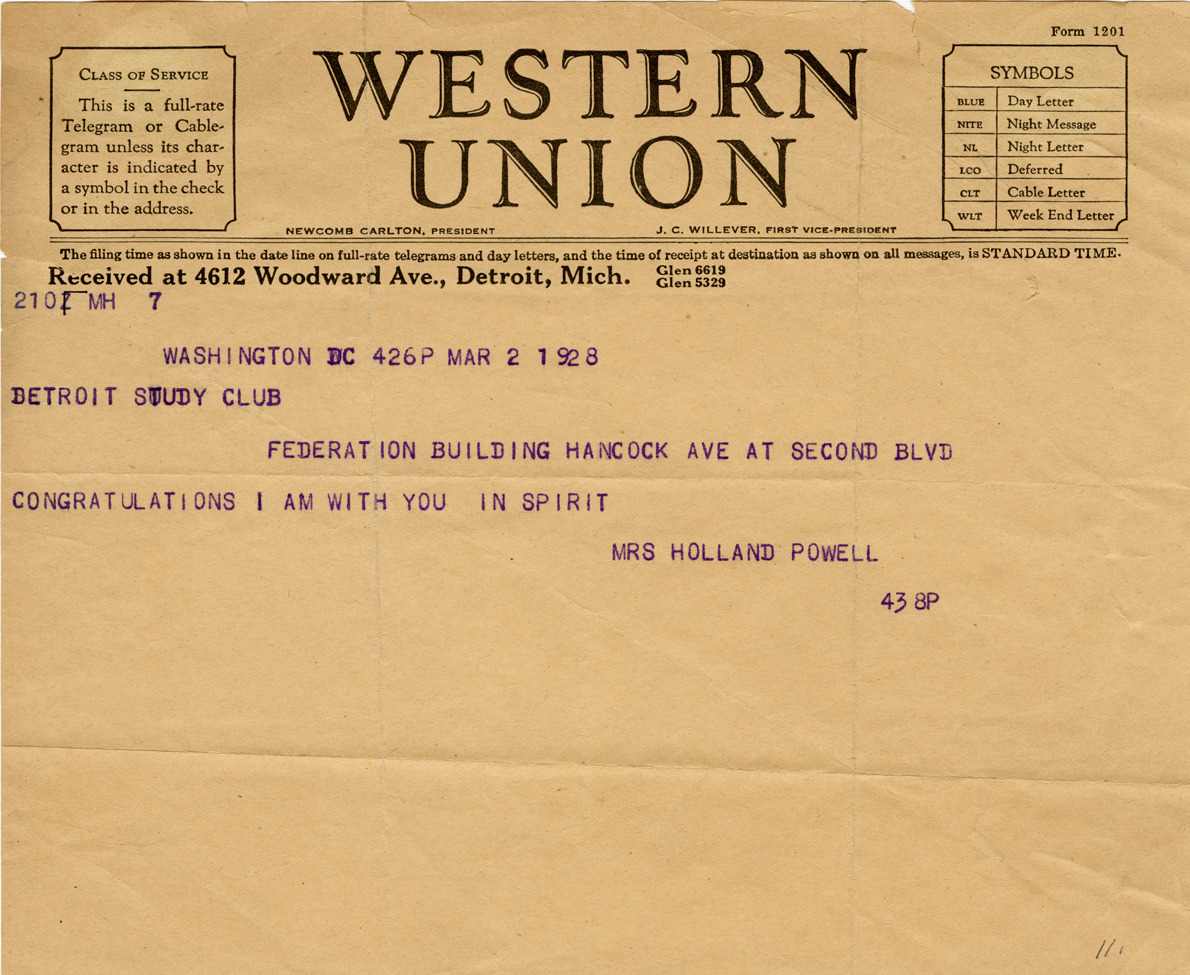 Form 1201
CLASS OF SERVICE
This is a full-rate
Telegram or Cable-
gram unless its char-
acter is indicated by
a symbol in the check
or in the address.
WESTERN
UNION
NEWCOMB CARLTON, PRESIDENT
J. C. WILLEVER, FIRST VICE-PRESIDENT
SYMBOLS
BLUE Day Letter
NITE Night Message
NL Night Letter
LCO Deferred
CLT Cable Letter
WLT Week End Letter
The filing time as shown in the date line on full-rate telegrams and day letters, and the time of receipt at destination as shown on all messages, is STANDARD TIME.
Received at 4612 Woodward Ave., Detroit, Mich. Glen 6619
Glen 5329
3
MH 7
WASHINGTON DC 426P MAR 2 1928
DETROIT STUDY CLUB
FEDERATION BUILDING HANCOCK AVE AT SECOND BLVD
CONGRATULATIONS I AM WITH YOU IN SPIRIT
MRS HOLLAND POWELL
438P